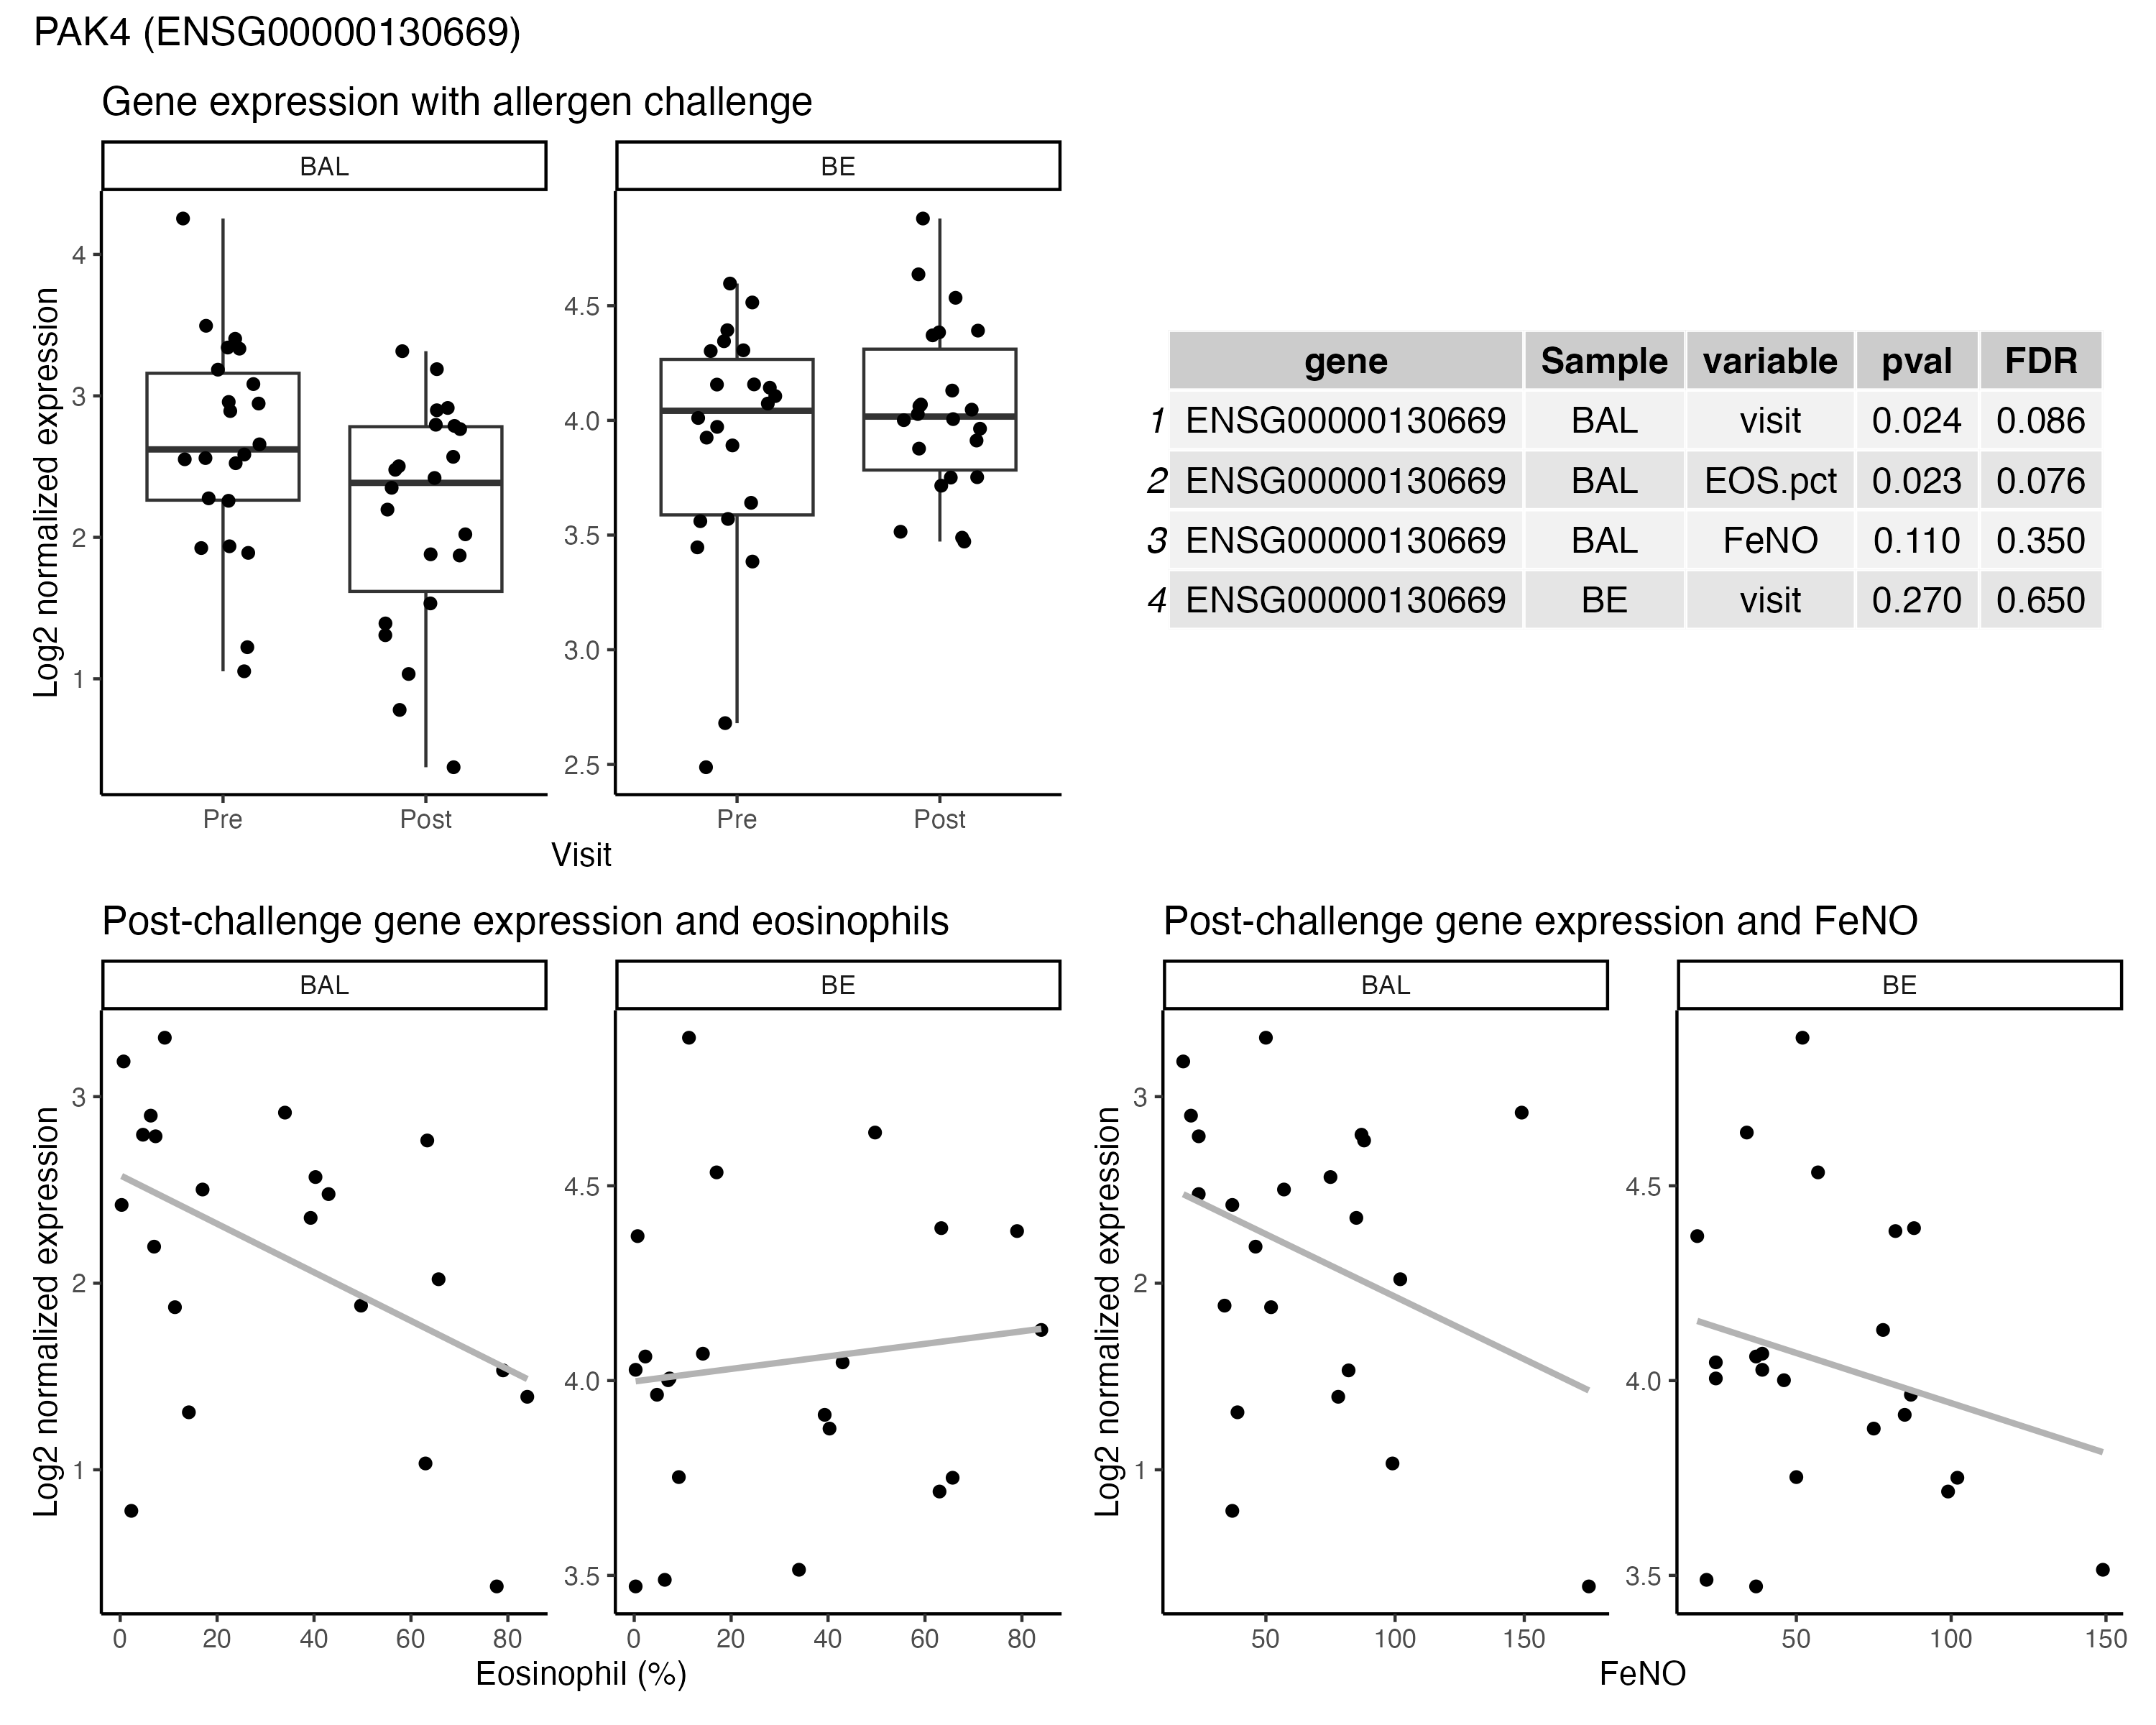 PAK4 (ENSG00000130669)
Gene expression with allergen challenge
BAL
BE
Log2 normalized expression
4
3
2
1
4.5
4.0
3.5
3.0
2.5
Pre
Post
Pre
Post
Visit
gene Sample variable pval FDR
1 ENSG00000130669 BAL visit 0.024 0.086
2 ENSG00000130669 BAL EOS.pct 0.023 0.076
3 ENSG00000130669 BAL FeNO 0.110 0.350
4 ENSG00000130669 BE visit 0.270 0.650
Post-challenge gene expression and eosinophils
BAL
BE
Log2 normalized expression
3
2
1
4.5
4.0
3.5
0 20 40 60 80
0 20 40 60 80
Eosinophil (%)
Post-challenge gene expression and FeNO
BAL
BE
Log2 normalized expression
3
2
1
4.5
4.0
3.5
50 100 150
50 100 150
FeNO